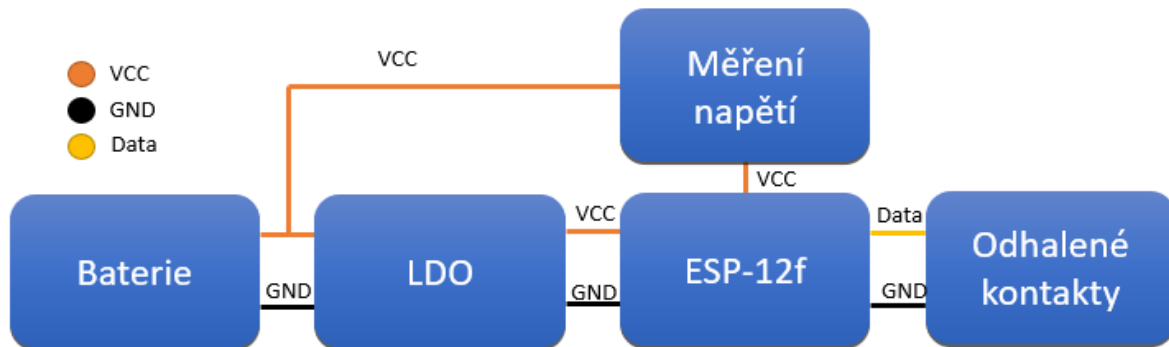 VCC
GND
Data
VCC
Měření
napětí
VCC
Baterie
GND
LDO
VCC
GND
ESP-12f
Data
GND
Odhalené
kontakty